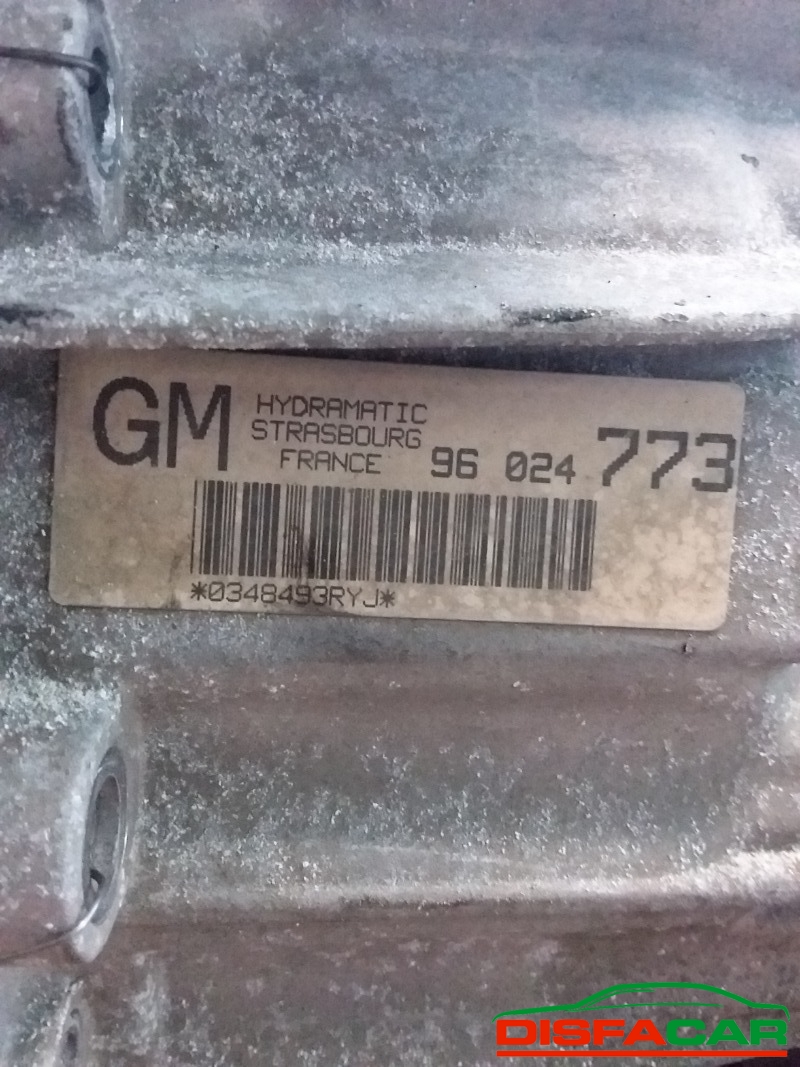 GM HYDRAMATIC
STRASBOURG
FRANCE 96 024 773
*0348493RYJ*
DISFACAR